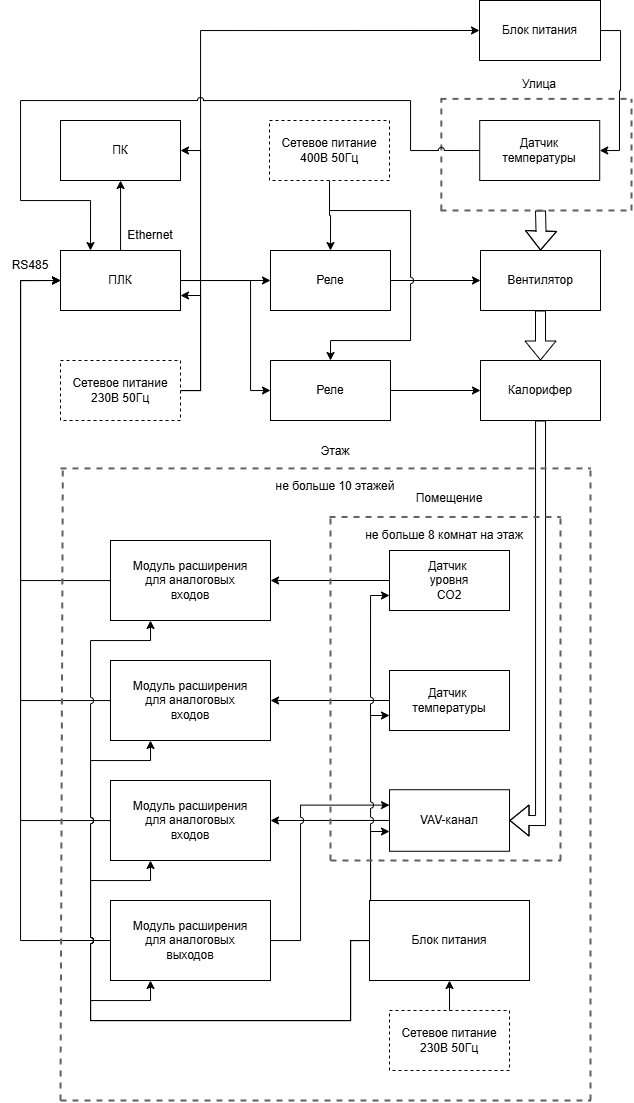 Блок питания
Улица
ПК
Сетевое питание
400В 50Гц
Датчик
температуры
Ethernet
RS485
ПЛК
Реле
Вентилятор
Сетевое питание
230В 50Гц
Реле
Калорифер
Этаж
не больше 10 этажей
Помещение
не больше 8 комнат на этаж
Модуль расширения
для аналоговых
входов
Датчик
уровня
CO2
Модуль расширения
для аналоговых
входов
Датчик
температуры
Модуль расширения
для аналоговых
входов
VAV-канал
Модуль расширения
для аналоговых
выходов
Блок питания
Сетевое питание
230В 50Гц